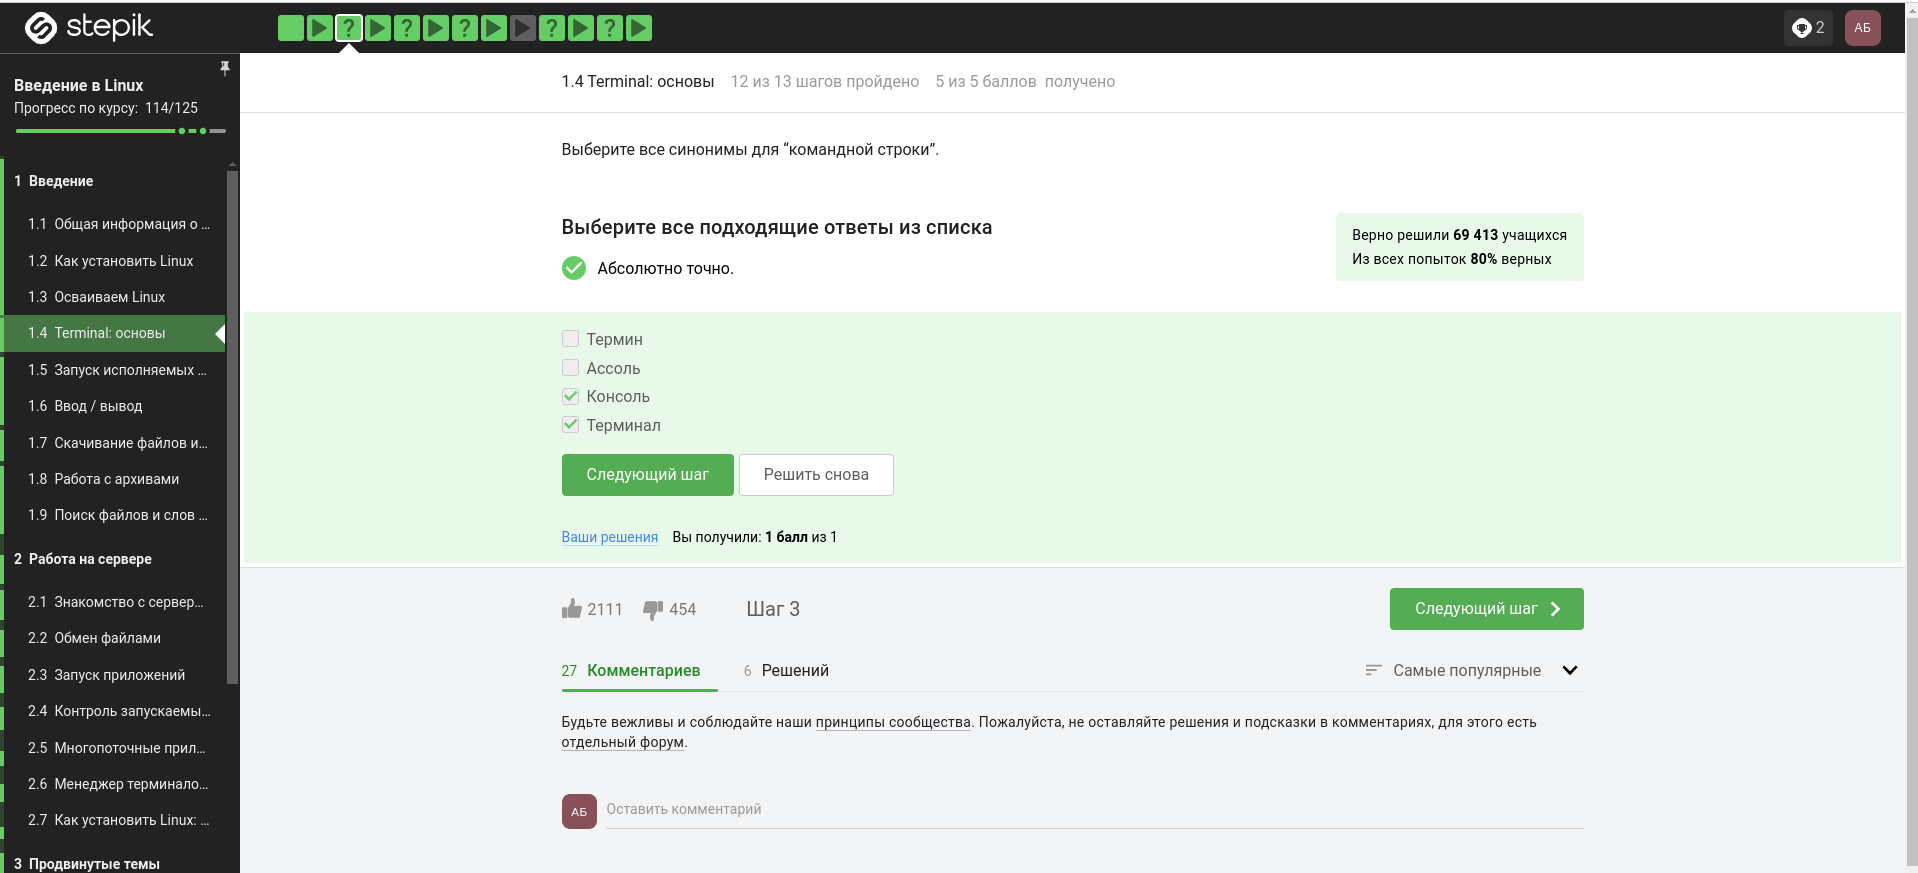 stepik
? ? ? ? ?
2
АБ
Введение в Linux
Прогресс по курсу: 114/125
1 Введение
1.1 Общая информация о ...
1.2 Как установить Linux
1.3 Осваиваем Linux
1.4 Terminal: основы
1.5 Запуск исполняемых ...
1.6 Ввод / вывод
1.7 Скачивание файлов и...
1.8 Работа с архивами
1.9 Поиск файлов и слов ...
2 Работа на сервере
2.1 Знакомство с сервер...
2.2 Обмен файлами
2.3 Запуск приложений
2.4 Контроль запускаемы...
2.5 Многопоточные прил...
2.6 Менеджер терминало...
2.7 Как установить Linux: ...
3 Продвинутые темы
1.4 Terminal: основы 12 из 13 шагов пройдено 5 из 5 баллов получено
Выберите все синонимы для “командной строки”.
Выберите все подходящие ответы из списка
Абсолютно точно.
Верно решили 69 413 учащихся
Из всех попыток 80% верных
Термин
Ассоль
Консоль
Терминал
Следующий шаг Решить снова
Ваши решения Вы получили: 1 балл из 1
2111 454 Шаг 3 Следующий шаг
27 Комментариев 6 Решений Самые популярные
Будьте вежливы и соблюдайте наши принципы сообщества. Пожалуйста, не оставляйте решения и подсказки в комментариях, для этого есть
отдельный форум.
АБ Оставить комментарий